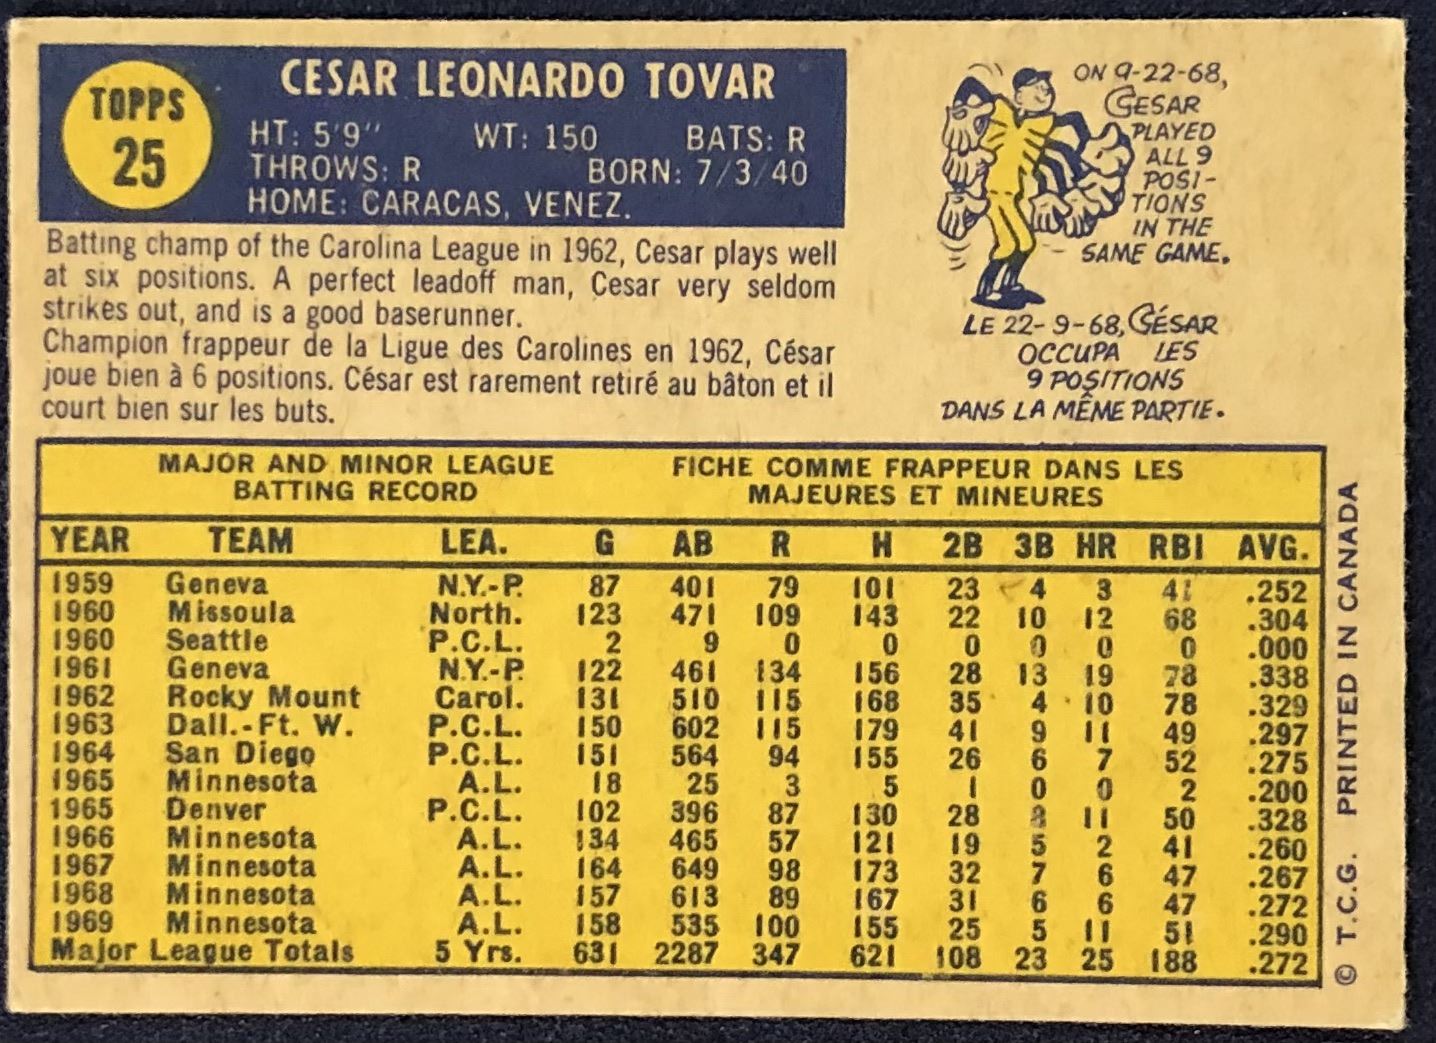 TOPPS
25
CESAR LEONARDO TOVAR
HT: 5'9" WT: 150 BATS: R
THROWS: R BORN: 7/3/40
HOME: CARACAS, VENEZ.
Batting champ of the Carolina League in 1962, Cesar plays well
at six positions. A perfect leadoff man, Cesar very seldom
strikes out, and is a good baserunner.
Champion frappeur de la Ligue des Carolines en 1962, César
joue bien à 6 positions. César est rarement retiré au bâton et il
court bien sur les buts.
ON 9-22-68,
CESAR
PLAYED
ALL 9
POSI-
TIONS
IN THE
SAME GAME.
LE 22-9-68, CÉSAR
OCCUPA LES
9 POSITIONS
DANS LA MÊME PARTIE.
MAJOR AND MINOR LEAGUE
BATTING RECORD
FICHE COMME FRAPPEUR DANS LES
MAJEURES ET MINEURES
YEAR TEAM LEA. G AB R H 2B 3B HR RBI AVG.
1959 Geneva N.Y.-P. 87 401 79 101 23 4 3 41 .252
1960 Missoula North. 123 471 109 143 22 10 12 68 .304
1960 Seattle P.C.L. 2 9 0 0 0 0 0 0 .000
1961 Geneva N.Y.-P. 122 461 134 156 28 13 19 78 .338
1962 Rocky Mount Carol. 131 510 115 168 35 4 10 78 .329
1963 Dall.-Ft. W. P.C.L. 150 602 115 179 41 9 11 49 .297
1964 San Diego P.C.L. 151 564 94 155 26 6 7 52 .275
1965 Minnesota A.L. 18 25 3 5 1 0 0 2 .200
1965 Denver P.C.L. 102 396 87 130 28 8 11 50 .328
1966 Minnesota A.L. 134 465 57 121 19 5 2 41 .260
1967 Minnesota A.L. 164 649 98 173 32 7 6 47 .267
1968 Minnesota A.L. 157 613 89 167 31 6 6 47 .272
1969 Minnesota A.L. 158 535 100 155 25 5 11 51 .290
Major League Totals 5 Yrs. 631 2287 347 621 108 23 25 188 .272
© T.C.G. PRINTED IN CANADA